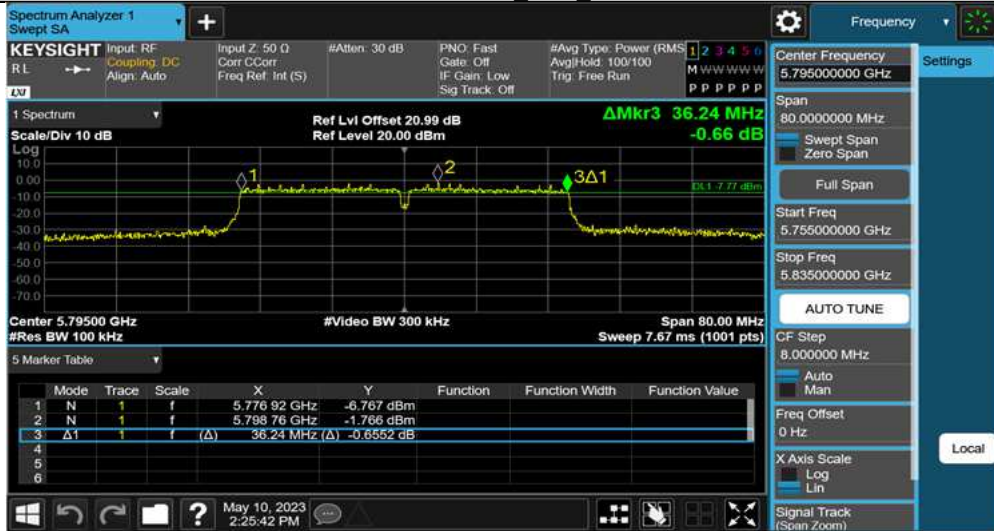 Spectrum Analyzer 1
Swept SA
+
Frequency
KEYSIGHT
RL
LXI
Input: RF
Coupling: DC
Align: Auto
Input Z: 50 Ω
Corr CCorr
Freq Ref: Int (S)
#Atten: 30 dB
PNO: Fast
Gate: Off
IF Gain: Low
Sig Track: Off
#Avg Type: Power (RMS
Avg|Hold: 100/100
Trig: Free Run
1 2 3 4 5 6
M W W W W W
P P P P P P
1 Spectrum
Scale/Div 10 dB
Ref Lvl Offset 20.99 dB
Ref Level 20.00 dBm
ΔMkr3 36.24 MHz
-0.66 dB
Log
10.0
0.00
-10.0
-20.0
-30.0
-40.0
-50.0
-60.0
-70.0
1
2
3Δ1
DL1 -7.77 dBm
Center 5.79500 GHz
#Res BW 100 kHz
#Video BW 300 kHz
Span 80.00 MHz
Sweep 7.67 ms (1001 pts)
5 Marker Table
Mode Trace Scale X Y Function Function Width Function Value
1 N 1 f 5.776 92 GHz -6.767 dBm
2 N 1 f 5.798 76 GHz -1.766 dBm
3 Δ1 1 f (Δ) 36.24 MHz (Δ) -0.6552 dB
4
5
6
?
May 10, 2023
2:25:42 PM
Center Frequency
5.795000000 GHz
Span
80.0000000 MHz
Swept Span
Zero Span
Full Span
Start Freq
5.755000000 GHz
Stop Freq
5.835000000 GHz
AUTO TUNE
CF Step
8.000000 MHz
Auto
Man
Freq Offset
0 Hz
X Axis Scale
Log
Lin
Signal Track
(Span Zoom)
Settings
Local